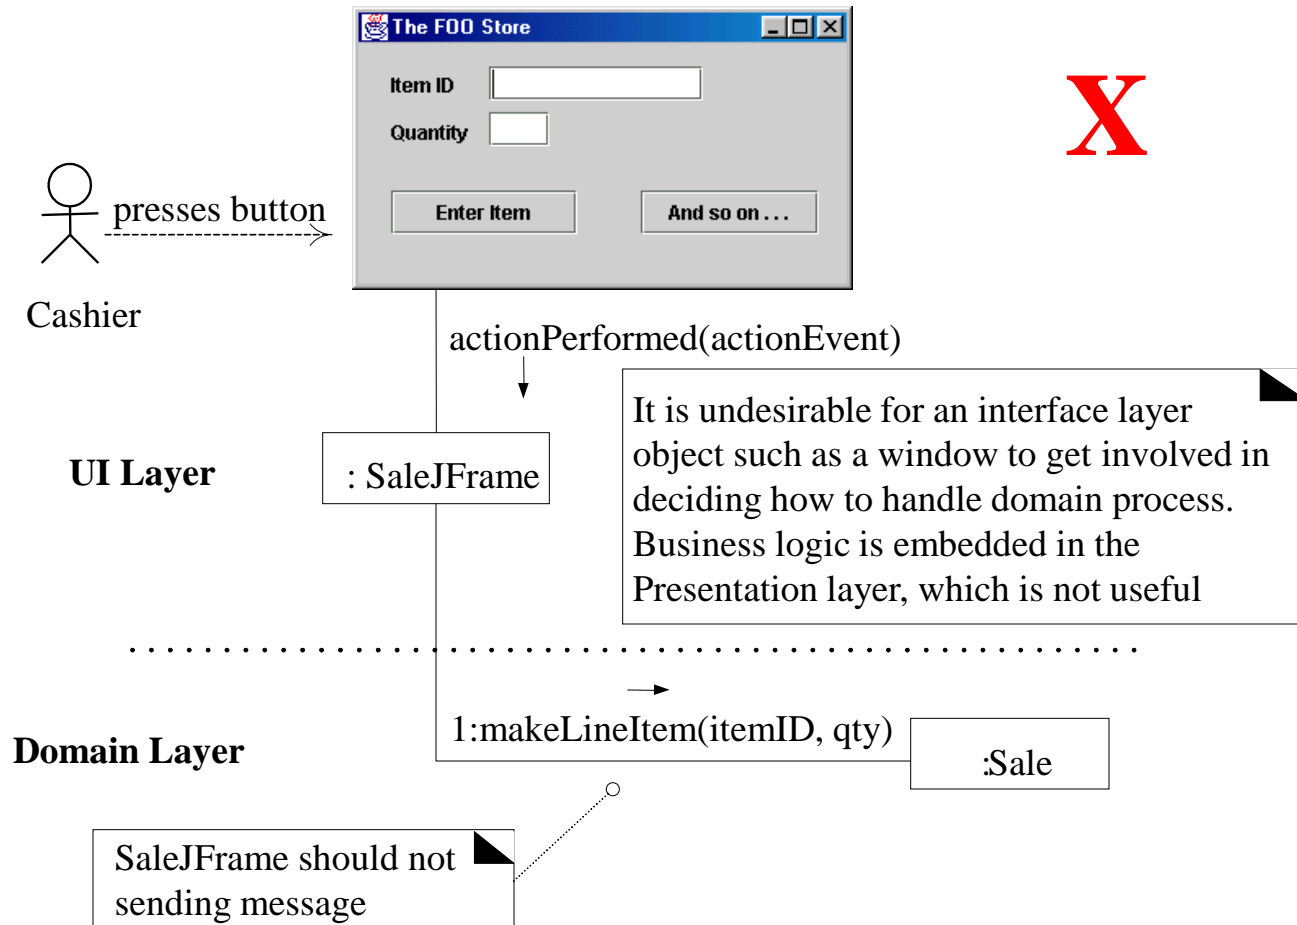 The FOO Store
Item ID
Quantity
Enter Item
And so on . . .
X
presses button
Cashier
actionPerformed(actionEvent)
It is undesirable for an interface layer
object such as a window to get involved in
deciding how to handle domain process.
Business logic is embedded in the
Presentation layer, which is not useful
UI Layer
: SaleJFrame
1:makeLineItem(itemID, qty)
Domain Layer
:Sale
SaleJFrame should not
sending message